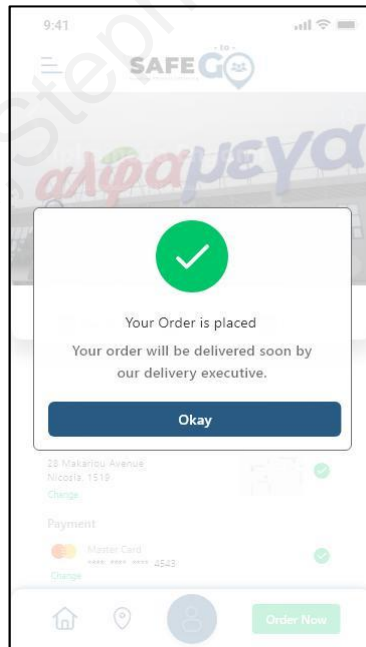 9:41
- to -
SAFE GO
αλφαμεγα
Your Order is placed
Your order will be delivered soon by
our delivery executive.
Okay
28 Makariou Avenue
Nicosia, 1519
Change
Payment
Master Card
**** **** **** 4543
Change
Order Now